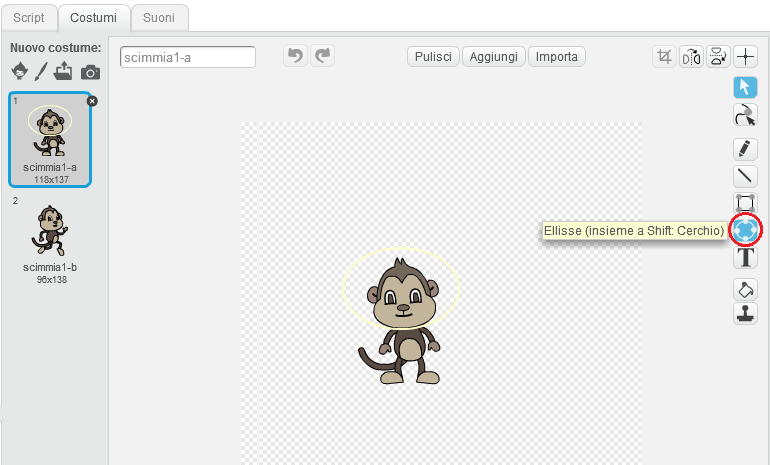 Script Costumi Suoni
Nuovo costume:
scimmia1-a
Pulisci Aggiungi Importa
1
scimmia1-a
118x137
2
scimmia1-b
96x138
Ellisse (insieme a Shift: Cerchio)
T